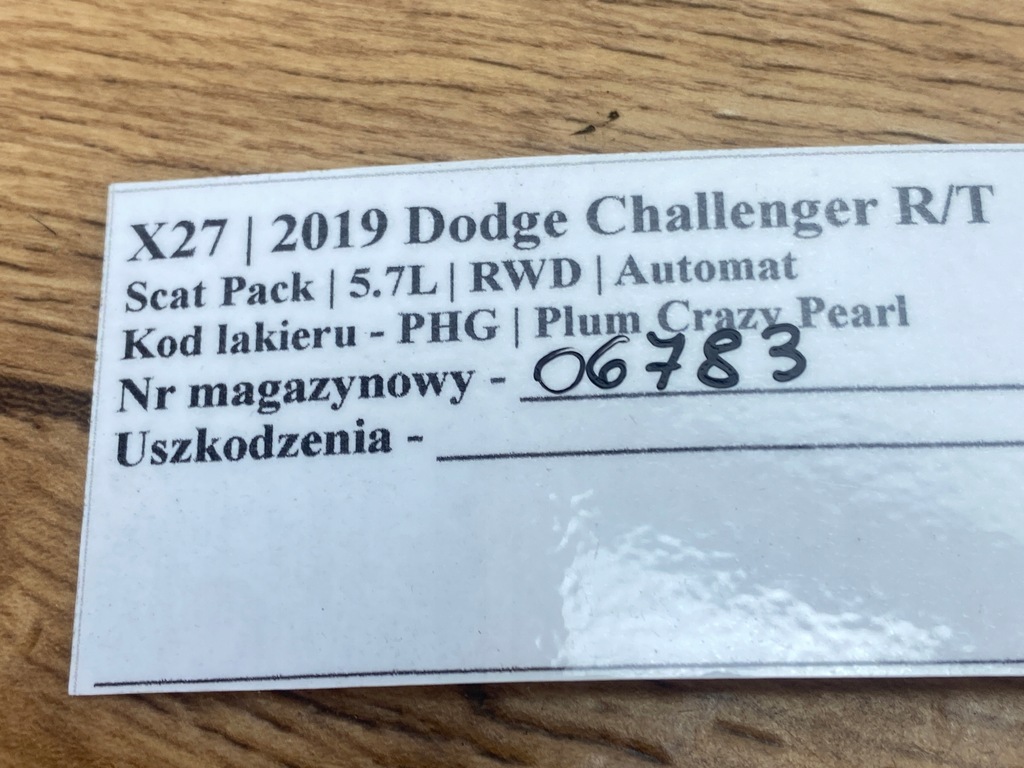 X27 | 2019 Dodge Challenger R/T
Scat Pack | 5.7L | RWD | Automat
Kod lakieru - PHG | Plum Crazy Pearl
Nr magazynowy - 06783
Uszkodzenia -